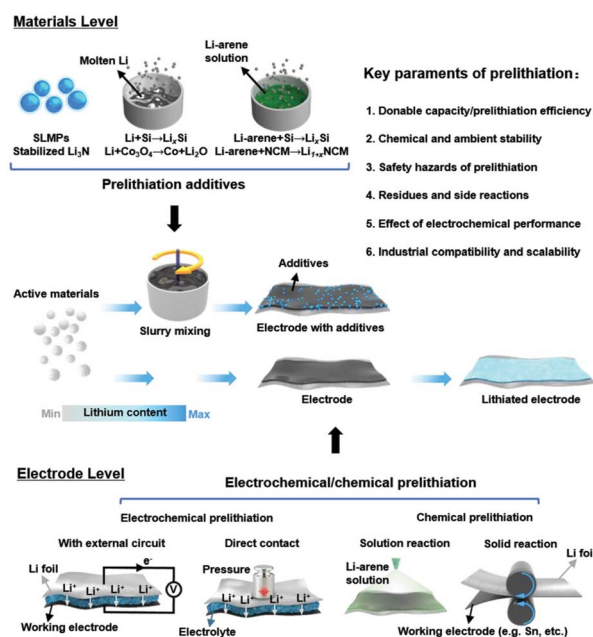 Materials Level
Molten Li
Li-arene
solution
SLMPs
Stabilized Li₃N
Li+Si→LiₓSi
Li+Co₃O₄→Co+Li₂O
Li-arene+Si→LiₓSi
Li-arene+NCM→Li₁₊ₓNCM
Prelithiation additives
Key paraments of prelithiation：
1. Donable capacity/prelithiation efficiency
2. Chemical and ambient stability
3. Safety hazards of prelithiation
4. Residues and side reactions
5. Effect of electrochemical performance
6. Industrial compatibility and scalability
Active materials
Slurry mixing
Additives
Electrode with additives
Electrode
Lithiated electrode
Min Lithium content Max
Electrode Level
Electrochemical/chemical prelithiation
Electrochemical prelithiation
Chemical prelithiation
With external circuit
Direct contact
Solution reaction
Solid reaction
Li foil
e⁻
V
Li⁺ Li⁺ Li⁺ Li⁺
Working electrode
Pressure
Li⁺ Li⁺ Li⁺ Li⁺
Electrolyte
Li-arene
solution
Li foil
Working electrode (e.g. Sn, etc.)